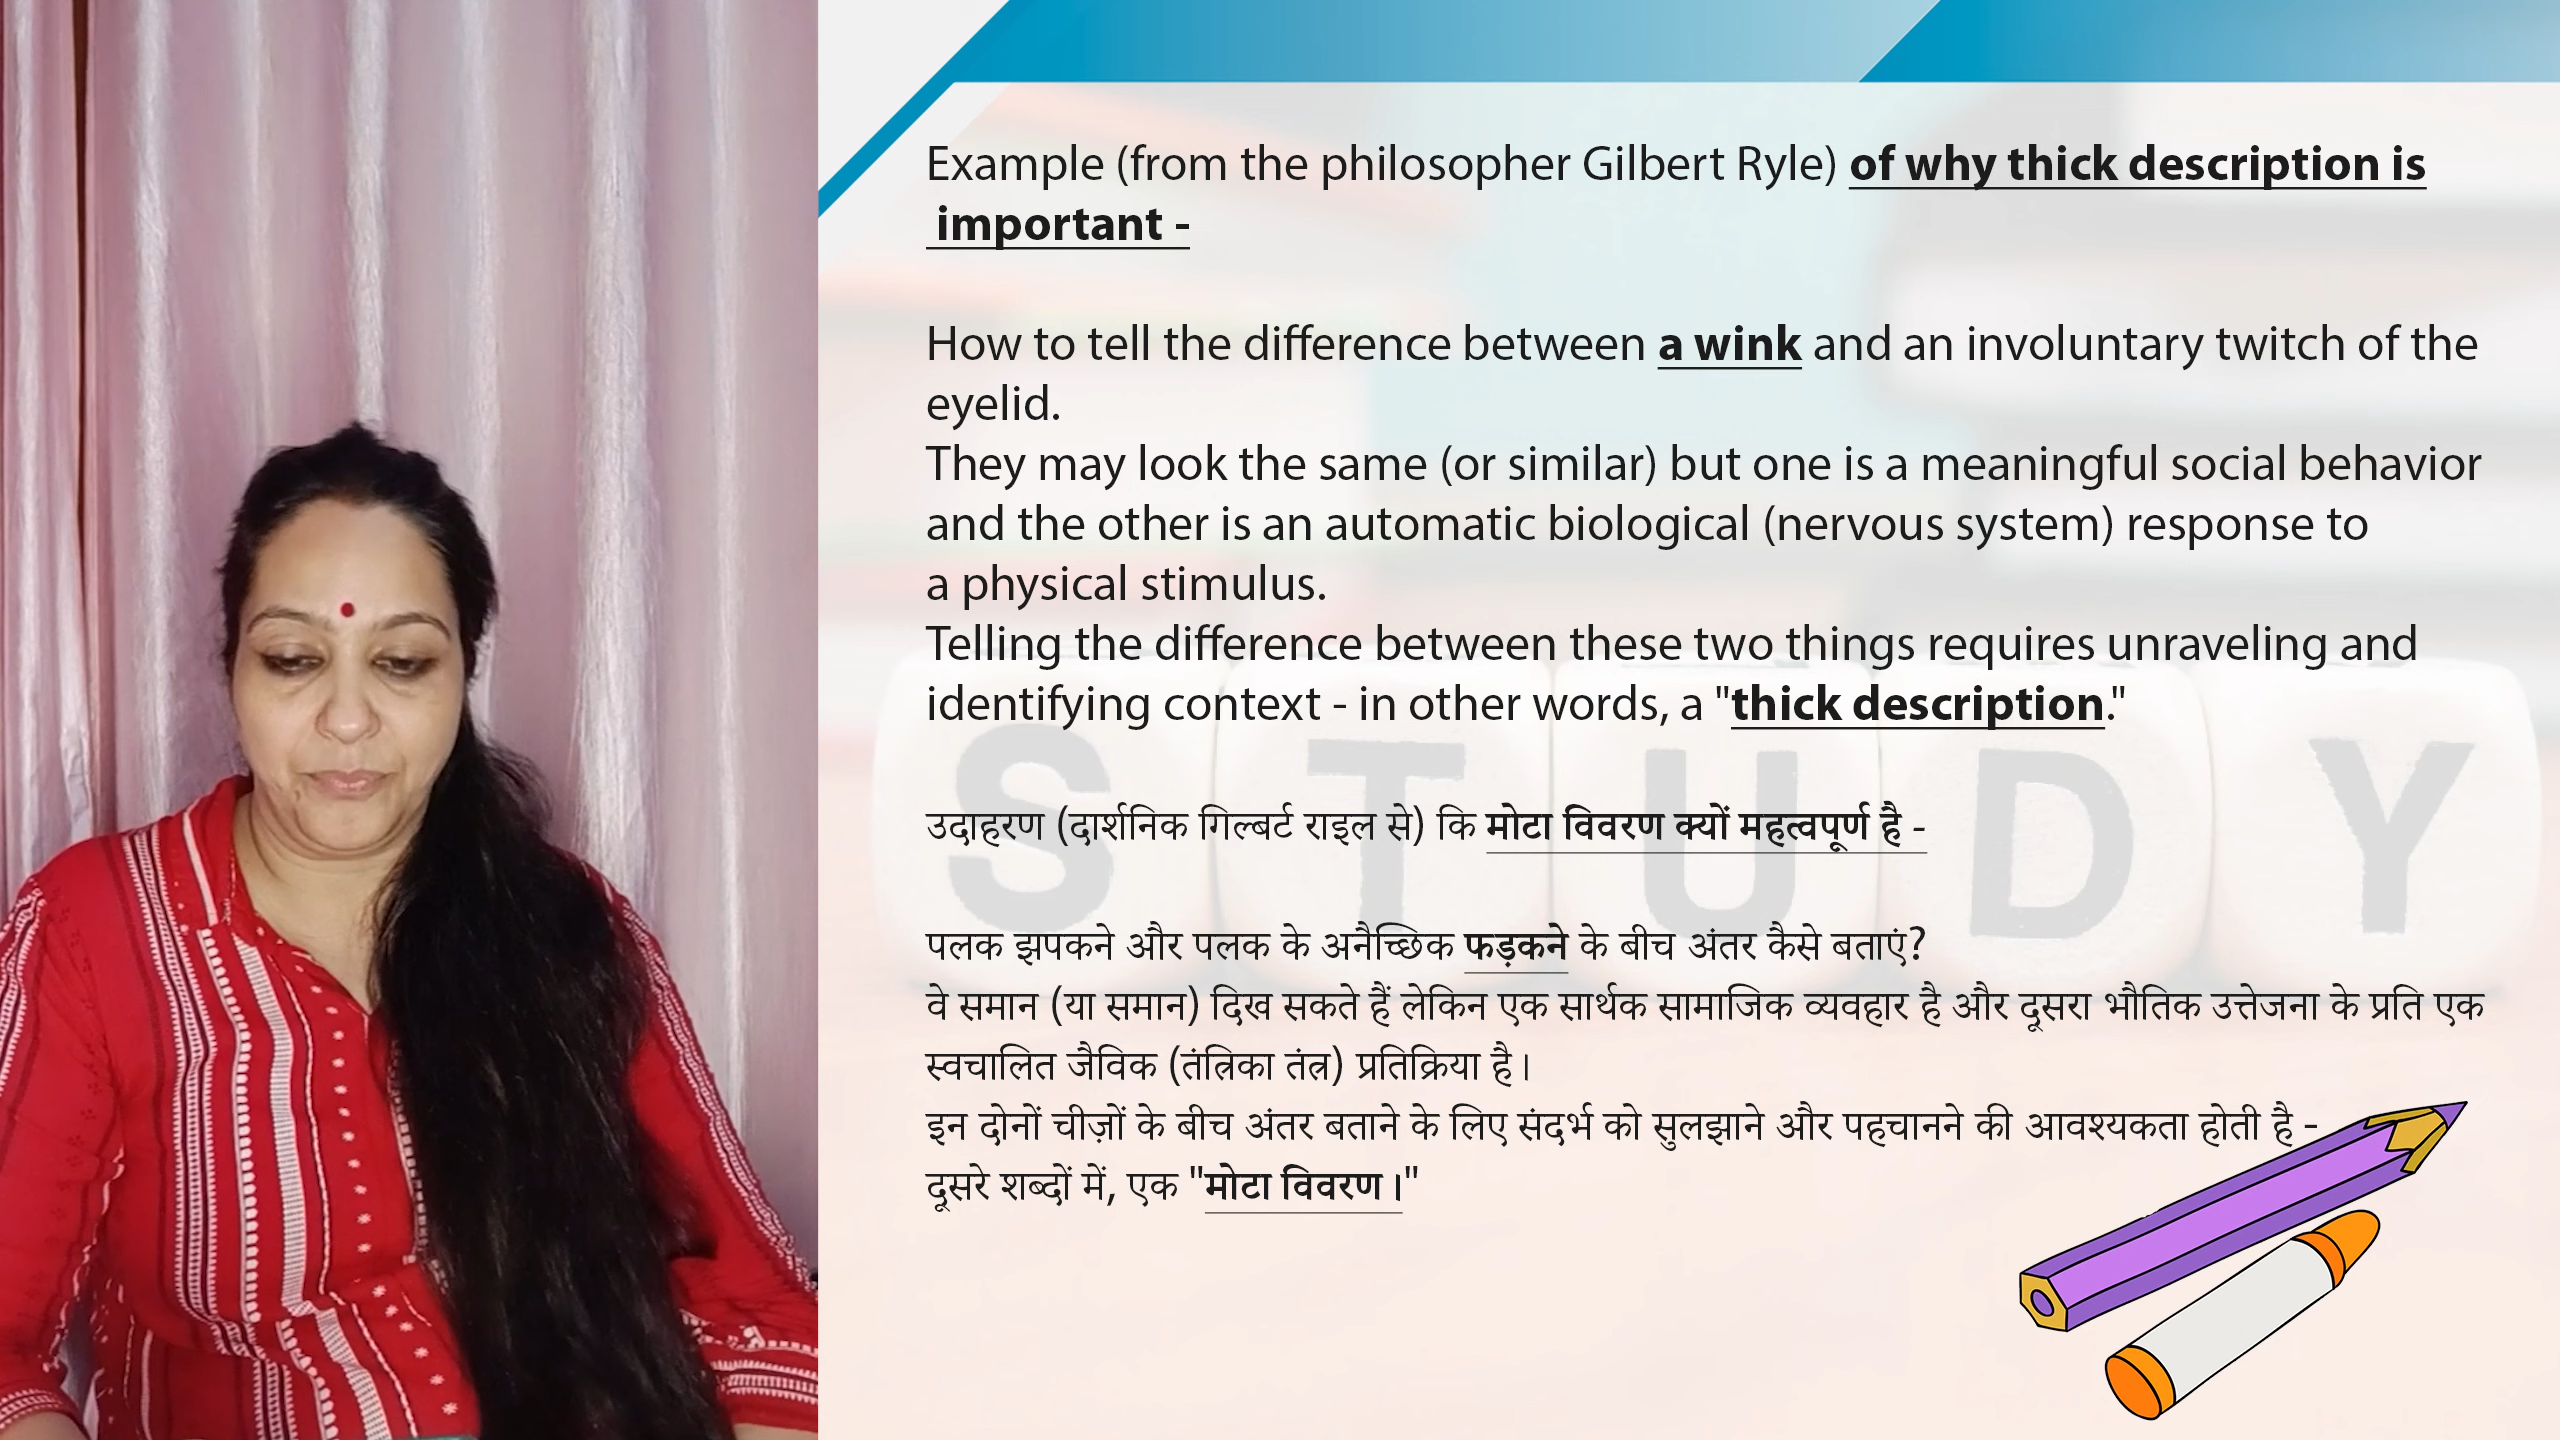 Example (from the philosopher Gilbert Ryle) of why thick description is
important -
How to tell the difference between a wink and an involuntary twitch of the
eyelid.
They may look the same (or similar) but one is a meaningful social behavior
and the other is an automatic biological (nervous system) response to
a physical stimulus.
Telling the difference between these two things requires unraveling and
identifying context - in other words, a "thick description."
STUDY
उदाहरण (दार्शनिक गिल्बर्ट राइल से) कि मोटा विवरण क्यों महत्वपूर्ण है -
पलक झपकने और पलक के अनैच्छिक फड़कने के बीच अंतर कैसे बताएं?
वे समान (या समान) दिख सकते हैं लेकिन एक सार्थक सामाजिक व्यवहार है और दूसरा भौतिक उत्तेजना के प्रति एक
स्वचालित जैविक (तंत्रिका तंत्र) प्रतिक्रिया है।
इन दोनों चीज़ों के बीच अंतर बताने के लिए संदर्भ को सुलझाने और पहचानने की आवश्यकता होती है -
दूसरे शब्दों में, एक "मोटा विवरण।"